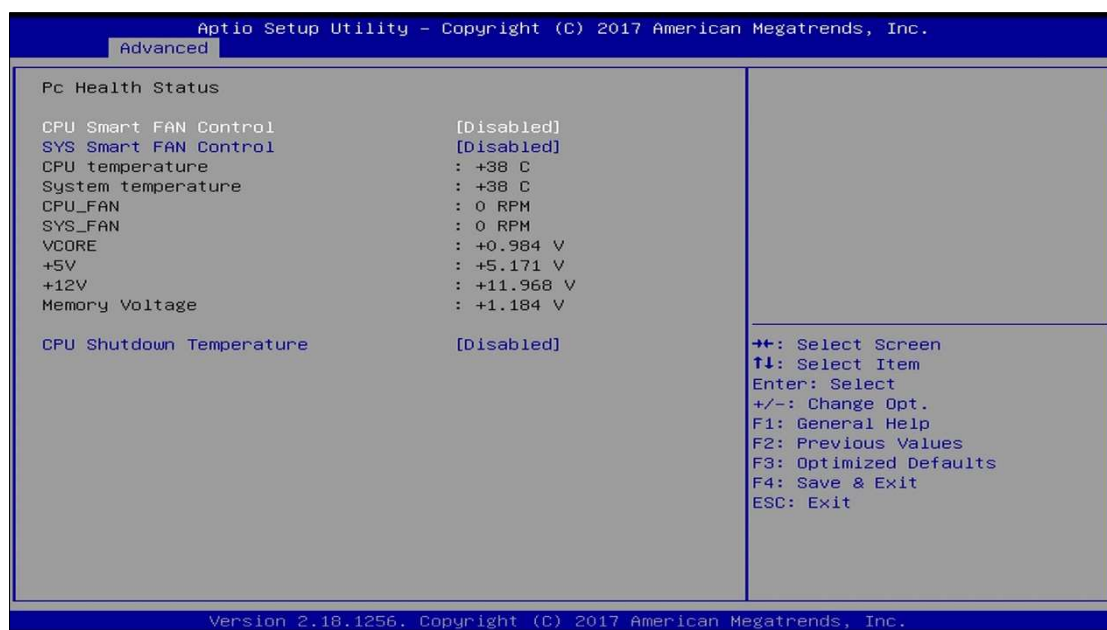 Aptio Setup Utility – Copyright (C) 2017 American Megatrends, Inc.
Advanced
Pc Health Status
CPU Smart FAN Control [Disabled]
SYS Smart FAN Control [Disabled]
CPU temperature : +38 C
System temperature : +38 C
CPU_FAN : 0 RPM
SYS_FAN : 0 RPM
VCORE : +0.984 V
+5V : +5.171 V
+12V : +11.968 V
Memory Voltage : +1.184 V
CPU Shutdown Temperature [Disabled]
→←: Select Screen
↑↓: Select Item
Enter: Select
+/-: Change Opt.
F1: General Help
F2: Previous Values
F3: Optimized Defaults
F4: Save & Exit
ESC: Exit
Version 2.18.1256. Copyright (C) 2017 American Megatrends, Inc.